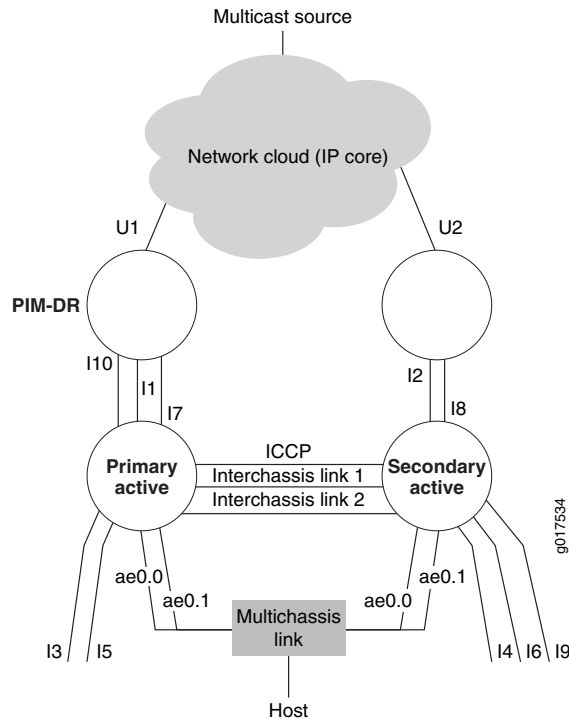 Multicast source
Network cloud (IP core)
U1
U2
PIM-DR
I10
I1
I7
I2
I8
ICCP
Primary
active
Interchassis link 1
Interchassis link 2
Secondary
active
g017534
ae0.0
ae0.1
ae0.0
ae0.1
Multichassis
link
I3
I5
I4
I6
I9
Host